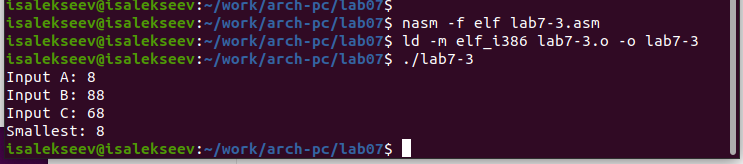 isalekseev@isalekseev:~/work/arch-pc/lab07$
isalekseev@isalekseev:~/work/arch-pc/lab07$ nasm -f elf lab7-3.asm
isalekseev@isalekseev:~/work/arch-pc/lab07$ ld -m elf_i386 lab7-3.o -o lab7-3
isalekseev@isalekseev:~/work/arch-pc/lab07$ ./lab7-3
Input A: 8
Input B: 88
Input C: 68
Smallest: 8
isalekseev@isalekseev:~/work/arch-pc/lab07$